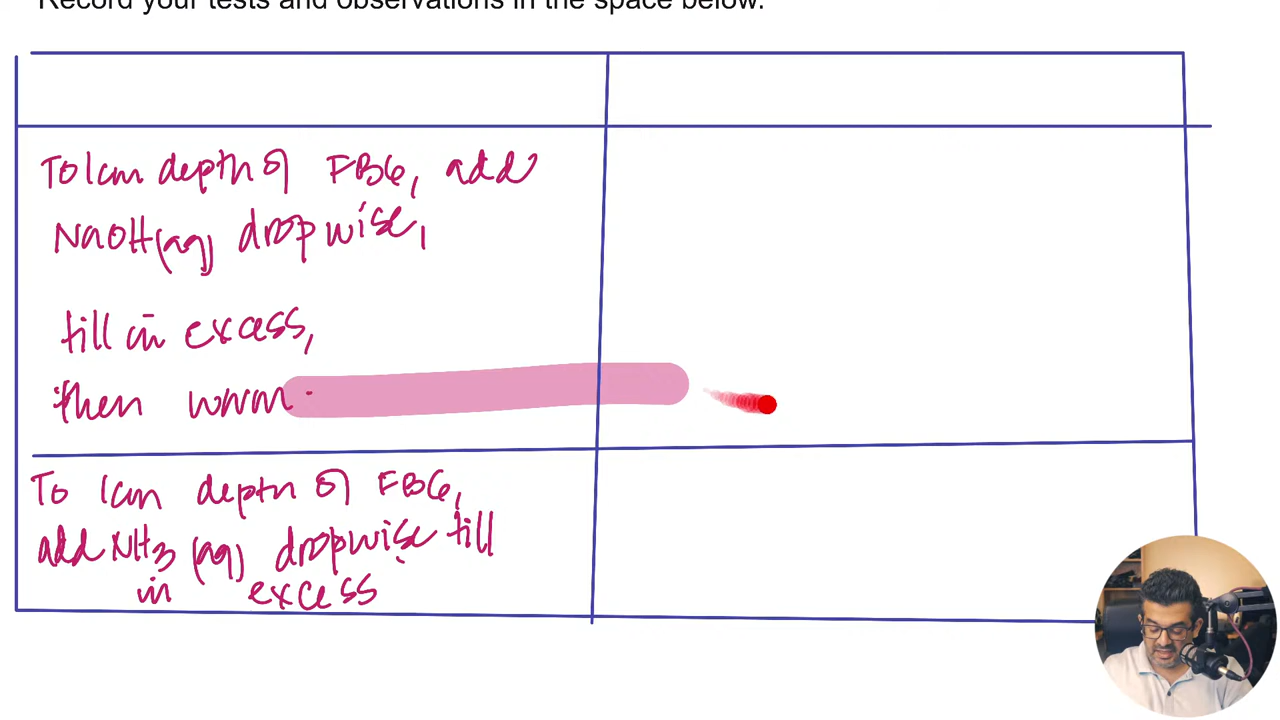 Record your tests and observations in the space below.
To 1cm depth of FB6, add
NaOH(aq) dropwise,
till in excess,
then warm.
To 1cm depth of FB6,
add NH3 (aq) dropwise till
in excess